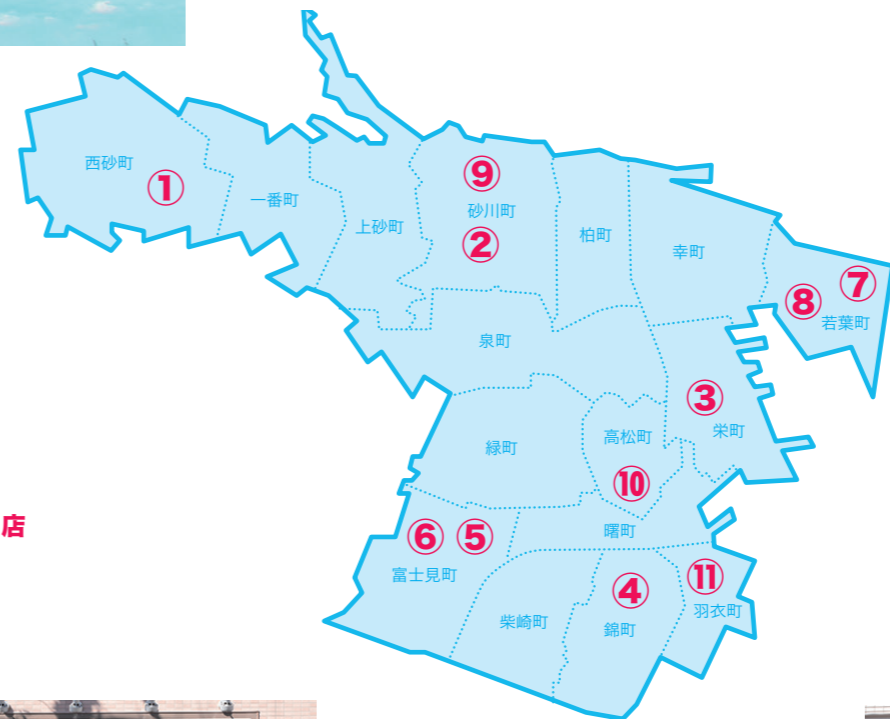 西砂町
①
一番町
上砂町
⑨
砂川町
②
柏町
幸町
⑦
⑧
若葉町
泉町
③
栄町
緑町
高松町
⑩
店
⑥
⑤
曙町
富士見町
④
⑪
柴崎町
錦町
羽衣町